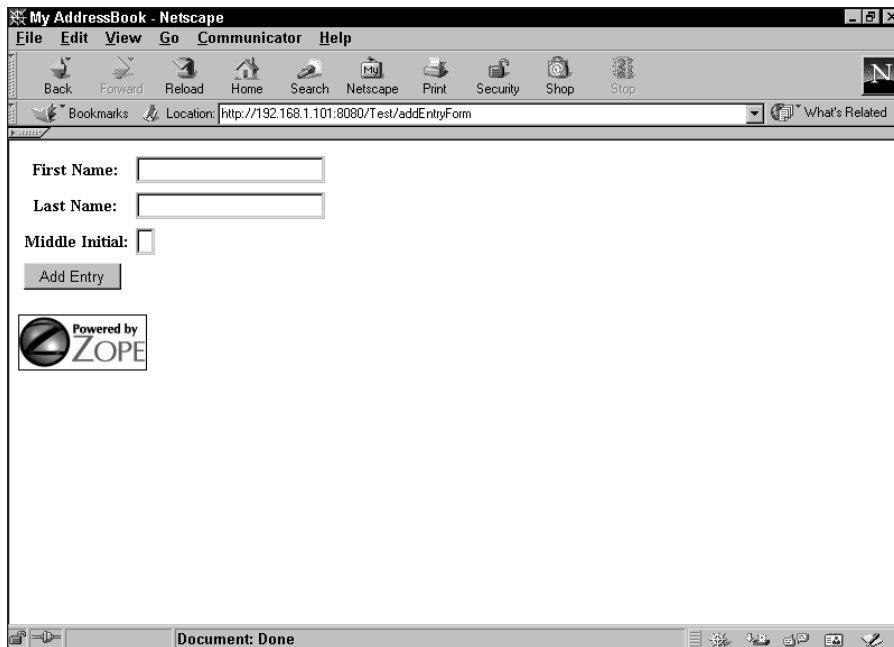 My AddressBook - Netscape
File Edit View Go Communicator Help
My
Back Forward Reload Home Search Netscape Print Security Shop Stop
N
Bookmarks Location: http://192.168.1.101:8080/Test/addEntryForm What's Related
First Name:
Last Name:
Middle Initial:
Add Entry
Powered by
ZOPE
Document: Done